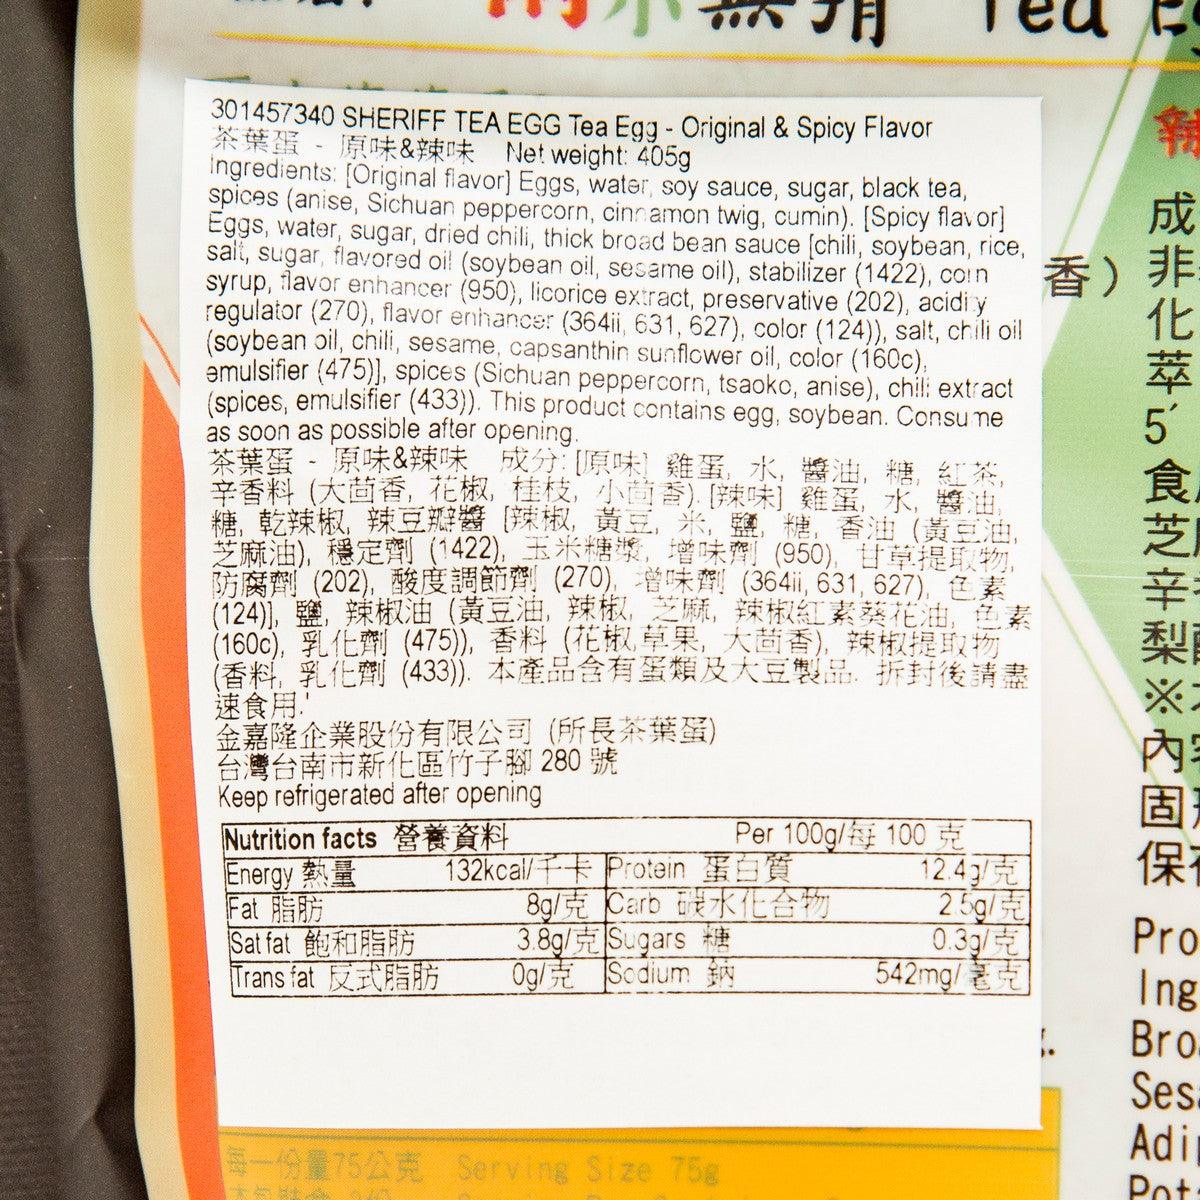 無精 Tea
301457340 SHERIFF TEA EGG Tea Egg - Original & Spicy Flavor
茶葉蛋 - 原味&辣味 Net weight: 405g
Ingredients: [Original flavor] Eggs, water, soy sauce, sugar, black tea,
spices (anise, Sichuan peppercorn, cinnamon twig, cumin). [Spicy flavor]
Eggs, water, sugar, dried chili, thick broad bean sauce [chili, soybean, rice,
salt, sugar, flavored oil (soybean oil, sesame oil), stabilizer (1422), corn
syrup, flavor enhancer (950), licorice extract, preservative (202), acidity
regulator (270), flavor enhancer (364ii, 631, 627), color (124)), salt, chili oil
(soybean oil, chili, sesame, capsanthin sunflower oil, color (160c),
emulsifier (475)], spices (Sichuan peppercorn, tsaoko, anise), chili extract
(spices, emulsifier (433)). This product contains egg, soybean. Consume
as soon as possible after opening.
茶葉蛋 - 原味&辣味 成分: [原味] 雞蛋, 水, 醬油, 糖, 紅茶,
辛香料 (大茴香, 花椒, 桂枝, 小茴香). [辣味] 雞蛋, 水, 醬油,
糖, 乾辣椒, 辣豆瓣醬 [辣椒, 黃豆, 米, 鹽, 糖, 香油 (黃豆油,
芝麻油), 穩定劑 (1422), 玉米糖漿, 增味劑 (950), 甘草提取物,
防腐劑 (202), 酸度調節劑 (270), 增味劑 (364ii, 631, 627), 色素
(124)], 鹽, 辣椒油 (黃豆油, 辣椒, 芝麻, 辣椒紅素葵花油, 色素
(160c), 乳化劑 (475)), 香料 (花椒,草果, 大茴香), 辣椒提取物
(香料, 乳化劑 (433)). 本產品含有蛋類及大豆製品. 拆封後請盡
速食用.
金嘉隆企業股份有限公司 (所長茶葉蛋)
台灣台南市新化區竹子腳 280 號
Keep refrigerated after opening
Nutrition facts 營養資料 Per 100g/每 100 克
Energy 熱量 132kcal/千卡 Protein 蛋白質 12.4g/克
Fat 脂肪 8g/克 Carb 碳水化合物 2.5g/克
Sat fat 飽和脂肪 3.8g/克 Sugars 糖 0.3g/克
Trans fat 反式脂肪 0g/克 Sodium 鈉 542mg/毫克
每一份量75公克 Serving Size 75g
香)
成
非
化
萃
5'
食
芝
辛
梨
※
內
固
保
Pro
Ing
Bro
Ses
Adi
Pot